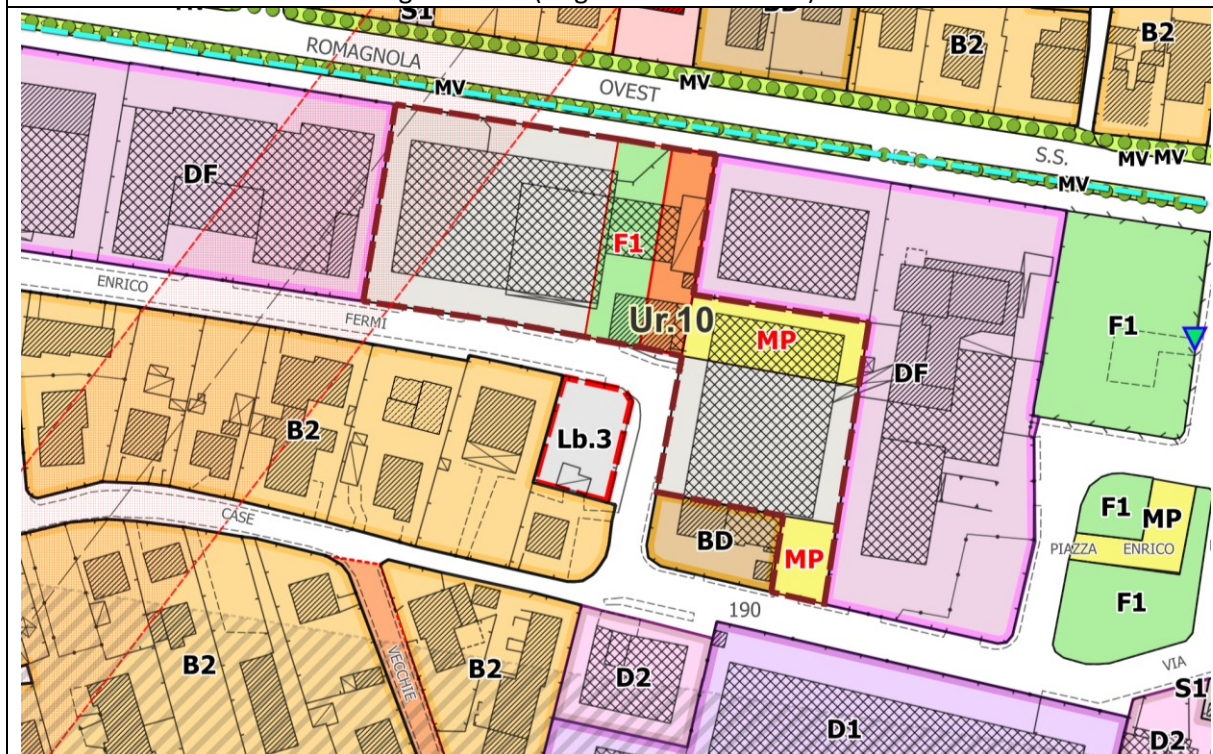 S1
B2
B2
ROMAGNOLA
OVEST
MV
MV
S.S.
MV
MV
MV
DF
F1
Ur.10
MP
DF
F1
ENRICO
FERMI
B2
Lb.3
CASE
BD
MP
F1
MP
PIAZZA ENRICO
F1
190
VIA
B2
VECCHIE
B2
D2
D1
S1
D2